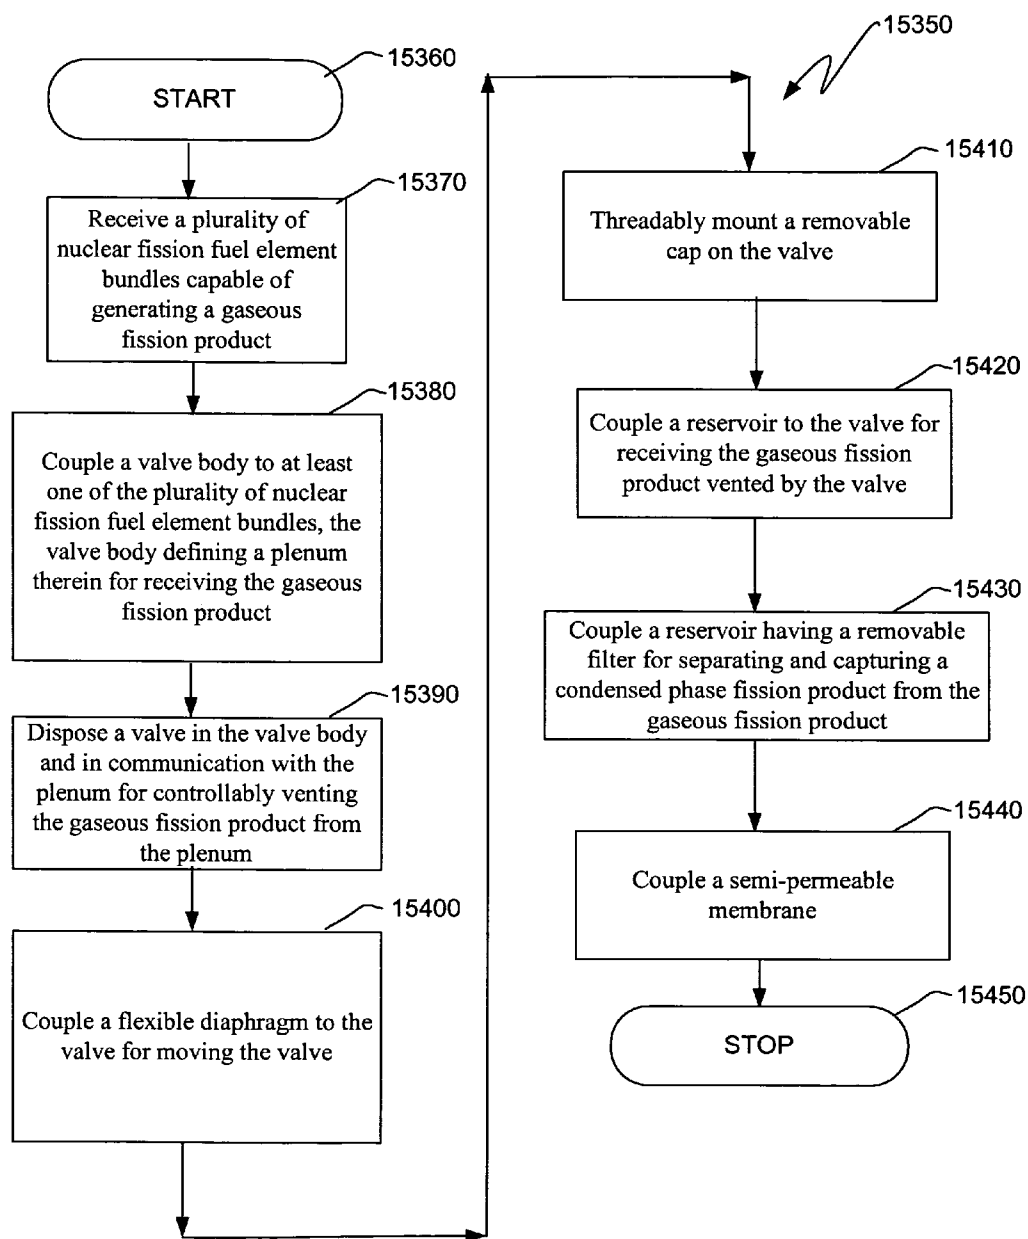 15360
START
15370
Receive a plurality of
nuclear fission fuel element
bundles capable of
generating a gaseous
fission product
15380
Couple a valve body to at least
one of the plurality of nuclear
fission fuel element bundles, the
valve body defining a plenum
therein for receiving the gaseous
fission product
15390
Dispose a valve in the valve body
and in communication with the
plenum for controllably venting
the gaseous fission product from
the plenum
15400
Couple a flexible diaphragm to the
valve for moving the valve
15350
15410
Threadably mount a removable
cap on the valve
15420
Couple a reservoir to the valve for
receiving the gaseous fission
product vented by the valve
15430
Couple a reservoir having a removable
filter for separating and capturing a
condensed phase fission product from the
gaseous fission product
15440
Couple a semi-permeable
membrane
15450
STOP